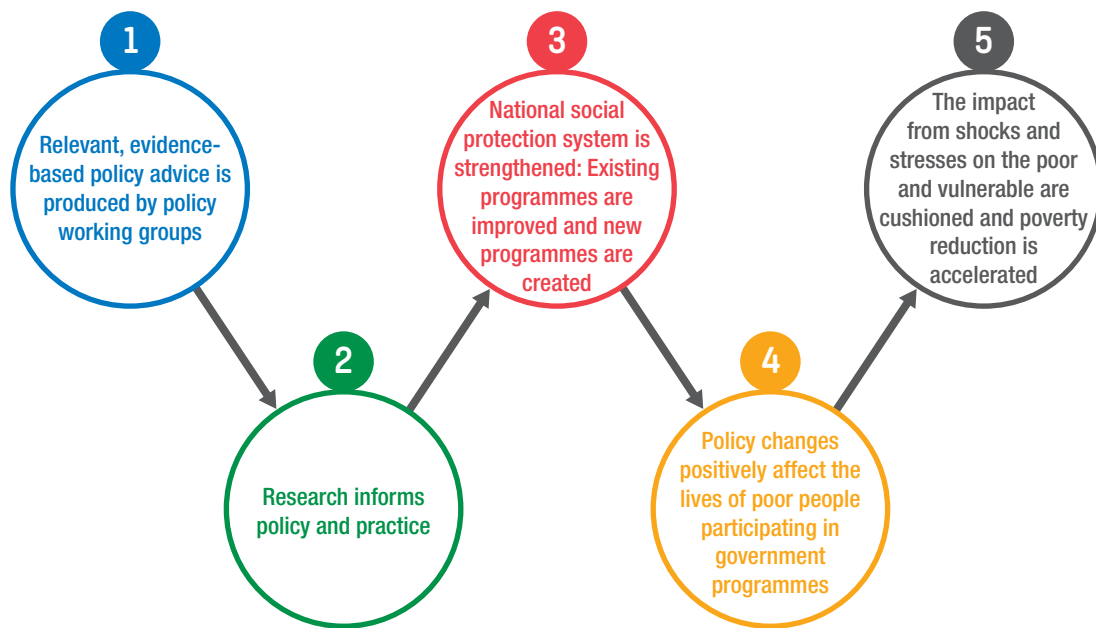 1
Relevant, evidence-
based policy advice is
produced by policy
working groups
2
Research informs
policy and practice
3
National social
protection system is
strengthened: Existing
programmes are
improved and new
programmes are
created
4
Policy changes
positively affect the
lives of poor people
participating in
government
programmes
5
The impact
from shocks and
stresses on the poor
and vulnerable are
cushioned and poverty
reduction is
accelerated